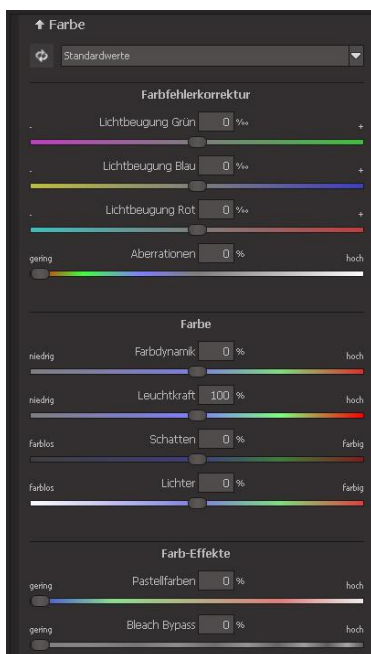 Farbe
Standardwerte
Farbfehlerkorrektur
Lichtbeugung Grün 0 ‰
- +
Lichtbeugung Blau 0 ‰
- +
Lichtbeugung Rot 0 ‰
- +
Aberrationen 0 %
gering hoch
Farbe
Farbdynamik 0 %
niedrig hoch
Leuchtkraft 100 %
niedrig hoch
Schatten 0 %
farblos farbig
Lichter 0 %
farblos farbig
Farb-Effekte
Pastellfarben 0 %
gering hoch
Bleach Bypass 0 %
gering hoch